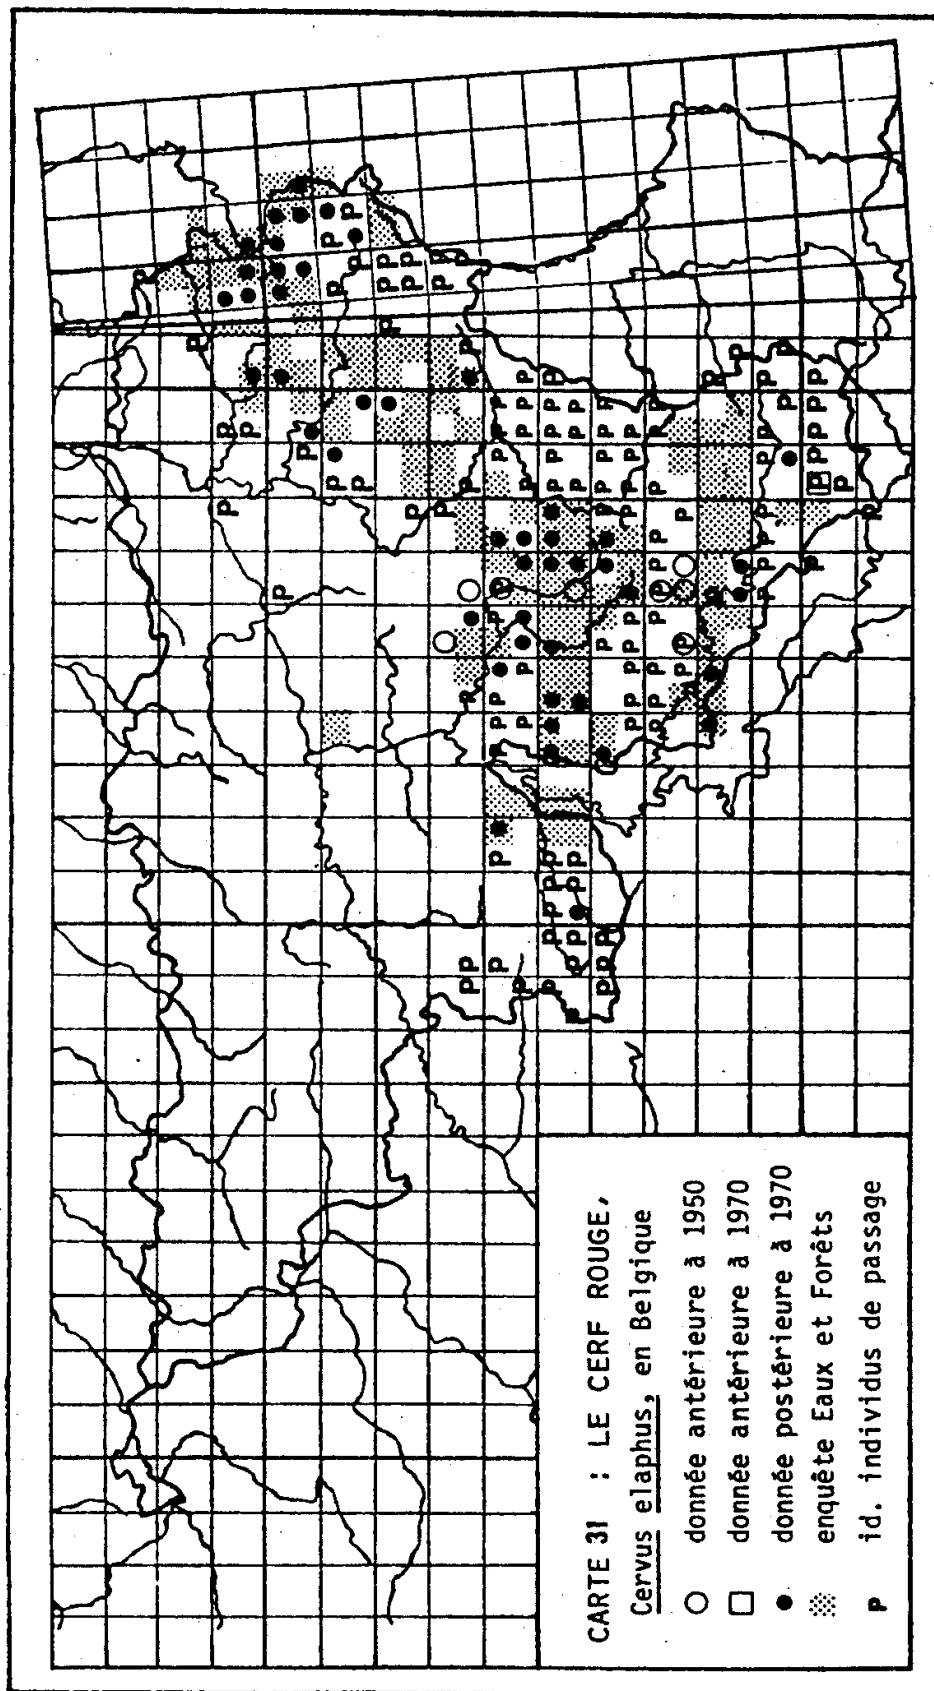 CARTE 31 : LE CERF ROUGE,
Cervus elaphus, en Belgique
○ donnée antérieure à 1950
□ donnée antérieure à 1970
● donnée postérieure à 1970
enquête Eaux et Forêts
P id. individus de passage